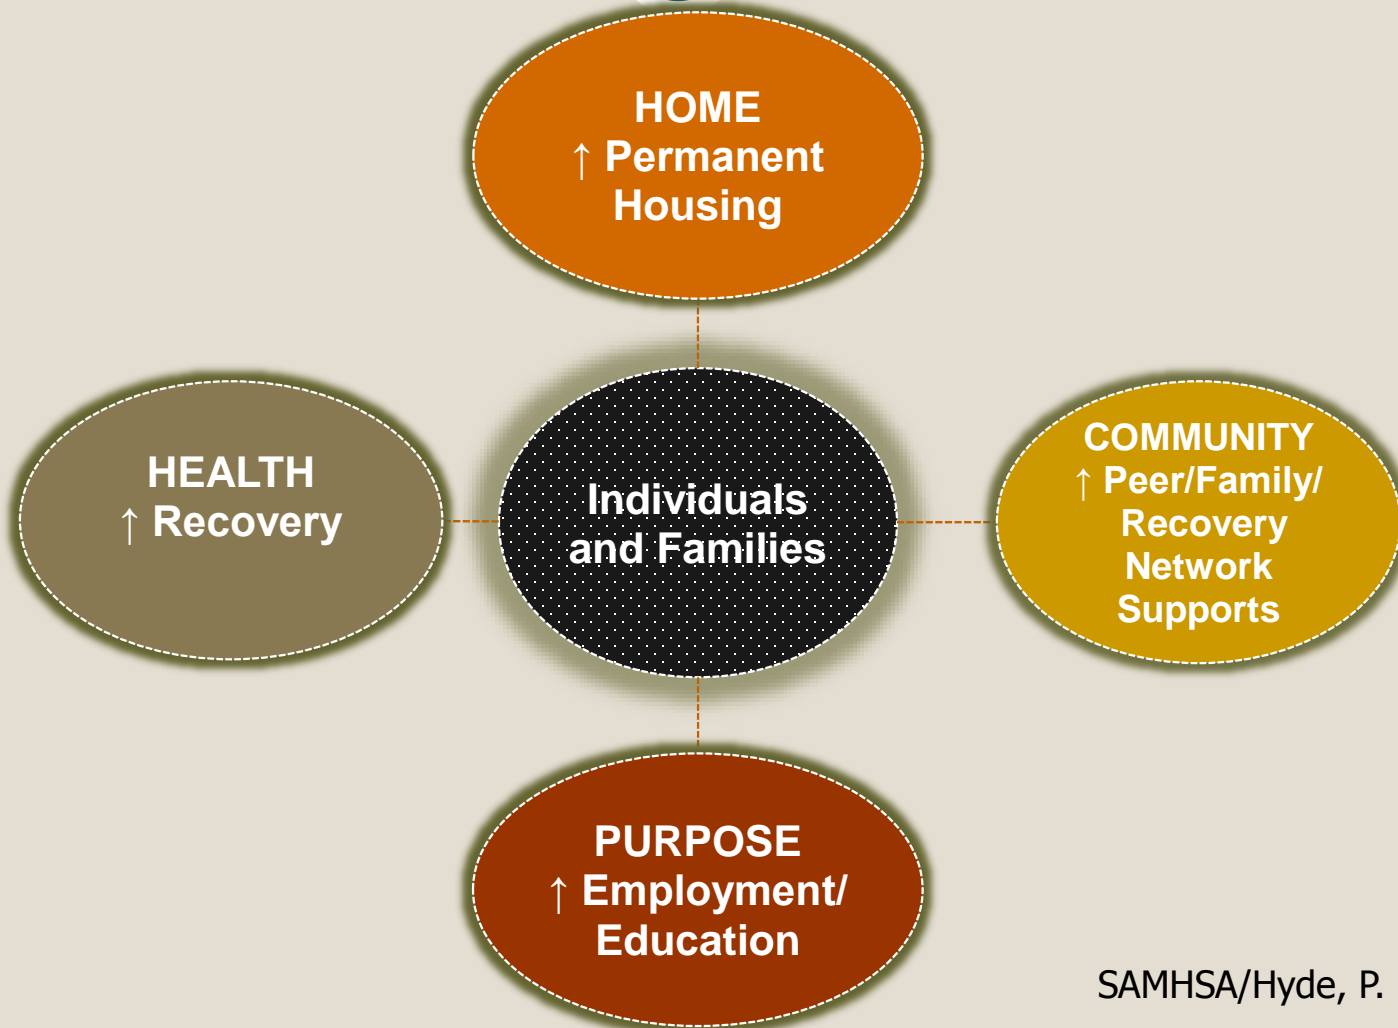 HOME
↑ Permanent
Housing
HEALTH
↑ Recovery
Individuals
and Families
COMMUNITY
↑ Peer/Family/
Recovery
Network
Supports
PURPOSE
↑ Employment/
Education
SAMHSA/Hyde, P.